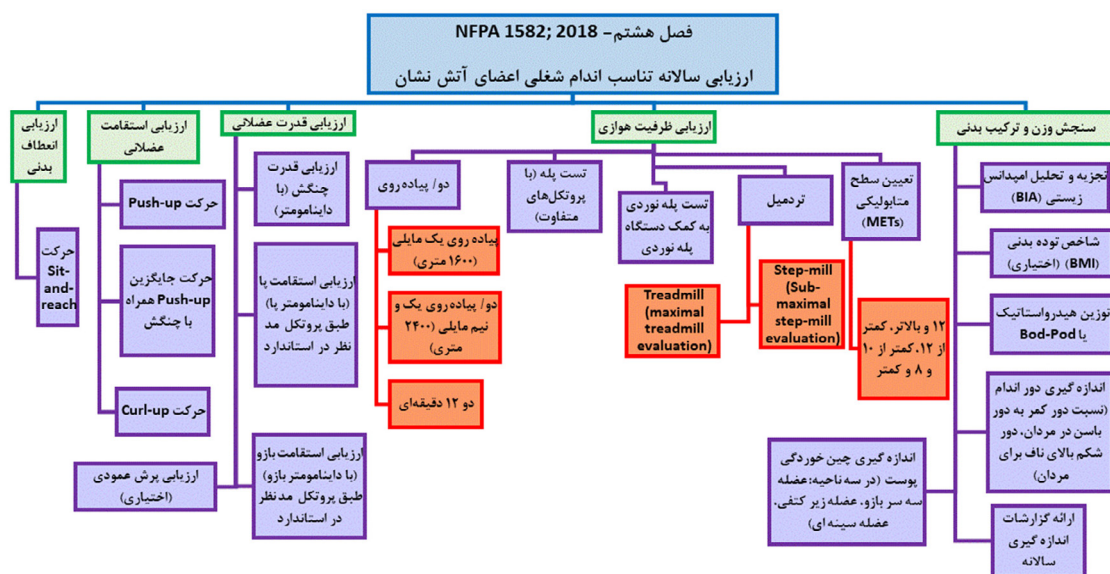 فصل هشتم– NFPA 1582; 2018
ارزیابی سالانه تناسب اندام شغلی اعضای آتش نشان
سنجش وزن و ترکیب بدنی
تجزیه و تحلیل امپدانس
زیستی (BIA)
شاخص توده بدنی
(BMI) (اختیاری)
توزین هیدرواستاتیک
یا Bod-Pod
اندازه گیری دور اندام
(نسبت دور کمر به دور
باسن در مردان، دور
شکم بالای ناف برای
مردان)
اندازه گیری چین خوردگی
پوست (در سه ناحیه: عضله
سه سر بازو، عضله زیر کتفی،
عضله سینه ای)
ارائه گزارشات
اندازه گیری
سالانه
ارزیابی ظرفیت هوازی
تعیین سطح
متابولیکی
(METs)
۱۲ و بالاتر، کمتر
از ۱۲، کمتر از ۱۰
و ۸ و کمتر
تردمیل
Step-mill
(Sub-
maximal
step-mill
evaluation)
Treadmill
(maximal
treadmill
evaluation)
تست پله نوردی
به کمک دستگاه
پله نوردی
تست پله (با
پروتکل‌های
متفاوت)
دو/ پیاده روی
پیاده روی یک مایلی
(۱۶۰۰ متری)
دو/ پیاده روی یک و
نیم مایلی (۲۴۰۰
متری)
دو ۱۲ دقیقه‌ای
ارزیابی قدرت عضلانی
ارزیابی قدرت
چنگش (با
داینامومتر)
ارزیابی استقامت پا
(با داینامومتر پا)
طبق پروتکل مد
نظر در استاندارد
ارزیابی استقامت بازو
(با داینامومتر بازو)
طبق پروتکل مدنظر
در استاندارد
ارزیابی پرش عمودی
(اختیاری)
ارزیابی استقامت
عضلانی
حرکت Push-up
حرکت جایگزین
Push-up همراه
با چنگش
حرکت Curl-up
ارزیابی
انعطاف
بدنی
حرکت
Sit-
and-
reach